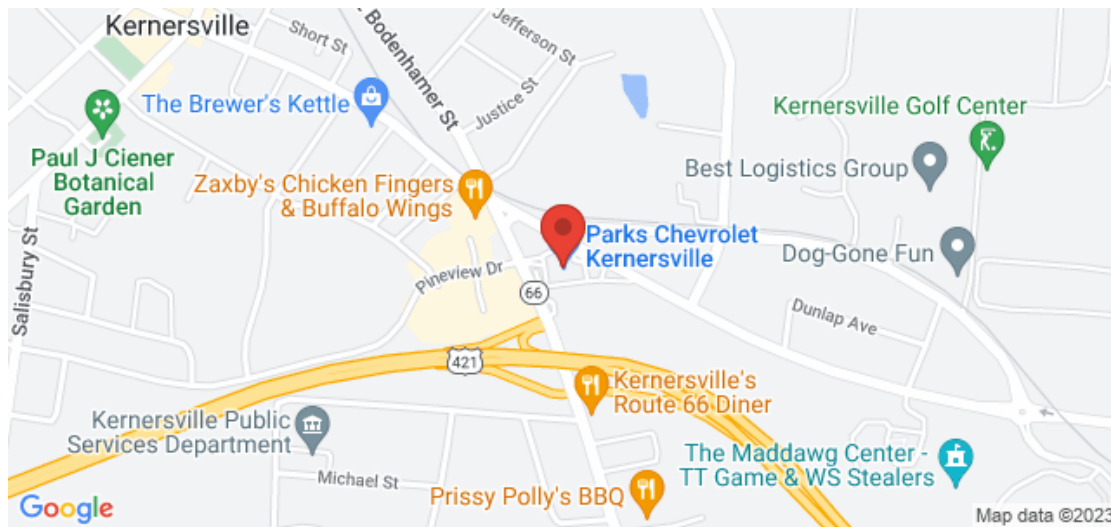 Kernersville
Short St
Bodenhamer St
Jefferson St
Justice St
The Brewer's Kettle
Kernersville Golf Center
Paul J Ciener
Botanical
Garden
Best Logistics Group
Zaxby's Chicken Fingers
& Buffalo Wings
Parks Chevrolet
Kernersville
Dog-Gone Fun
Salisbury St
Pineview Dr
66
Dunlap Ave
421
Kernersville's
Route 66 Diner
Kernersville Public
Services Department
The Maddawg Center -
TT Game & WS Stealers
Michael St
Prissy Polly's BBQ
Google
Map data ©2023